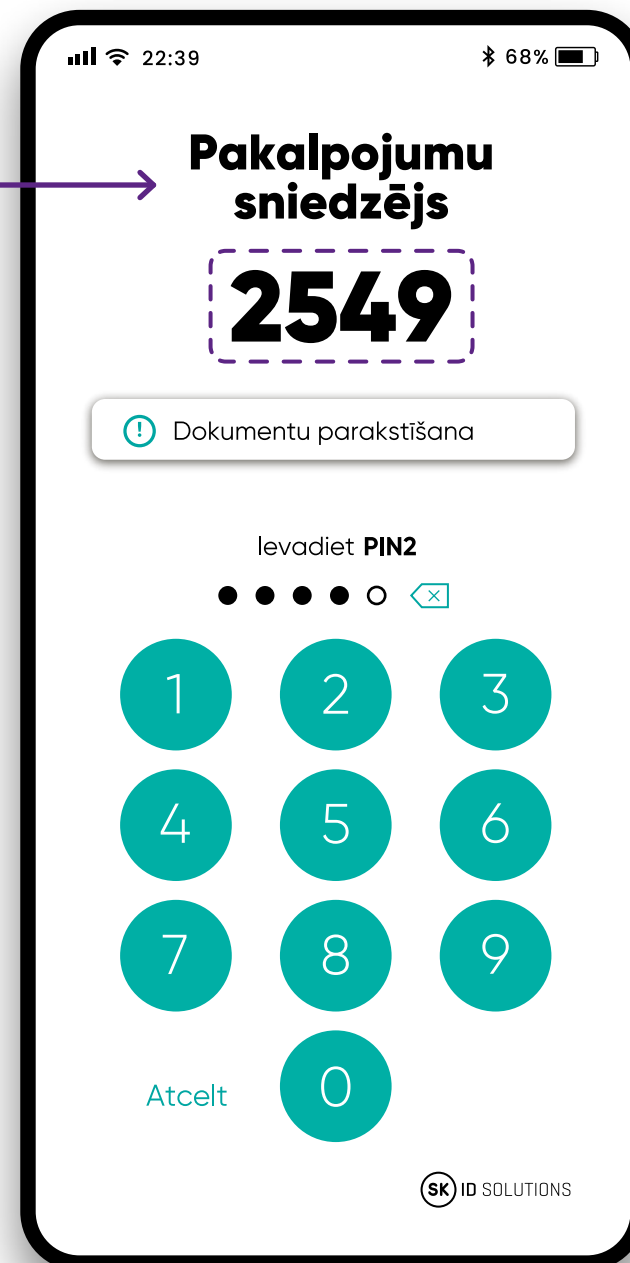 22:39 68%
Pakalpojumu
sniedzējs
2549
Dokumentu parakstīšana
Ievadiet PIN2
1 2 3
4 5 6
7 8 9
Atcelt 0
SK ID SOLUTIONS